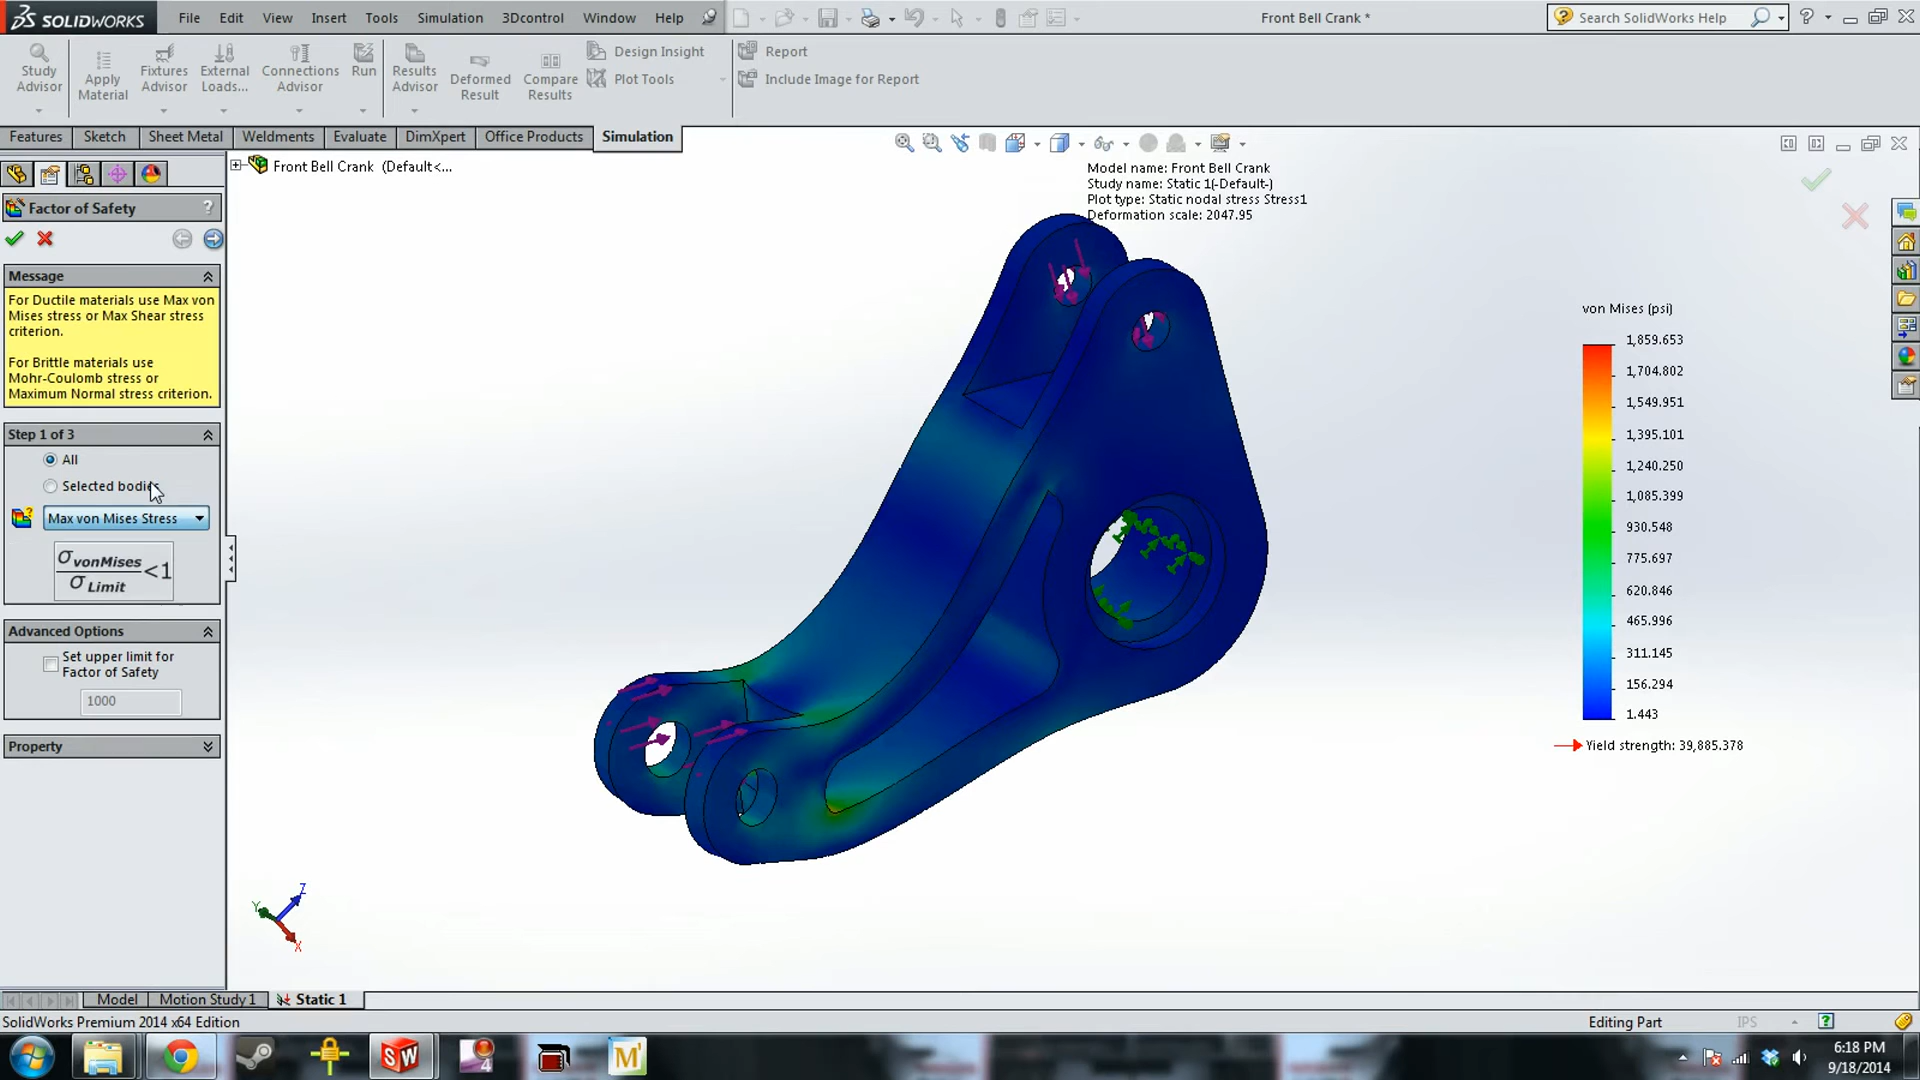 SOLIDWORKS
File Edit View Insert Tools Simulation 3Dcontrol Window Help
Front Bell Crank *
Search SolidWorks Help
Study Advisor
Apply Material
Fixtures Advisor
External Loads...
Connections Advisor
Run
Results Advisor
Deformed Result
Compare Results
Design Insight
Plot Tools
Report
Include Image for Report
Features Sketch Sheet Metal Weldments Evaluate DimXpert Office Products Simulation
Front Bell Crank (Default<...
Factor of Safety ?
Message
For Ductile materials use Max von
Mises stress or Max Shear stress
criterion.
For Brittle materials use
Mohr-Coulomb stress or
Maximum Normal stress criterion.
Step 1 of 3
All
Selected bodies
Max von Mises Stress
σ vonMises
σ Limit
<1
Advanced Options
Set upper limit for
Factor of Safety
1000
Property
Model name: Front Bell Crank
Study name: Static 1(-Default-)
Plot type: Static nodal stress Stress1
Deformation scale: 2047.95
von Mises (psi)
1,859.653
1,704.802
1,549.951
1,395.101
1,240.250
1,085.399
930.548
775.697
620.846
465.996
311.145
156.294
1.443
Yield strength: 39,885.378
Z
Y
X
Model Motion Study 1 Static 1
SolidWorks Premium 2014 x64 Edition
Editing Part
IPS
?
SW
4
M
6:18 PM
9/18/2014